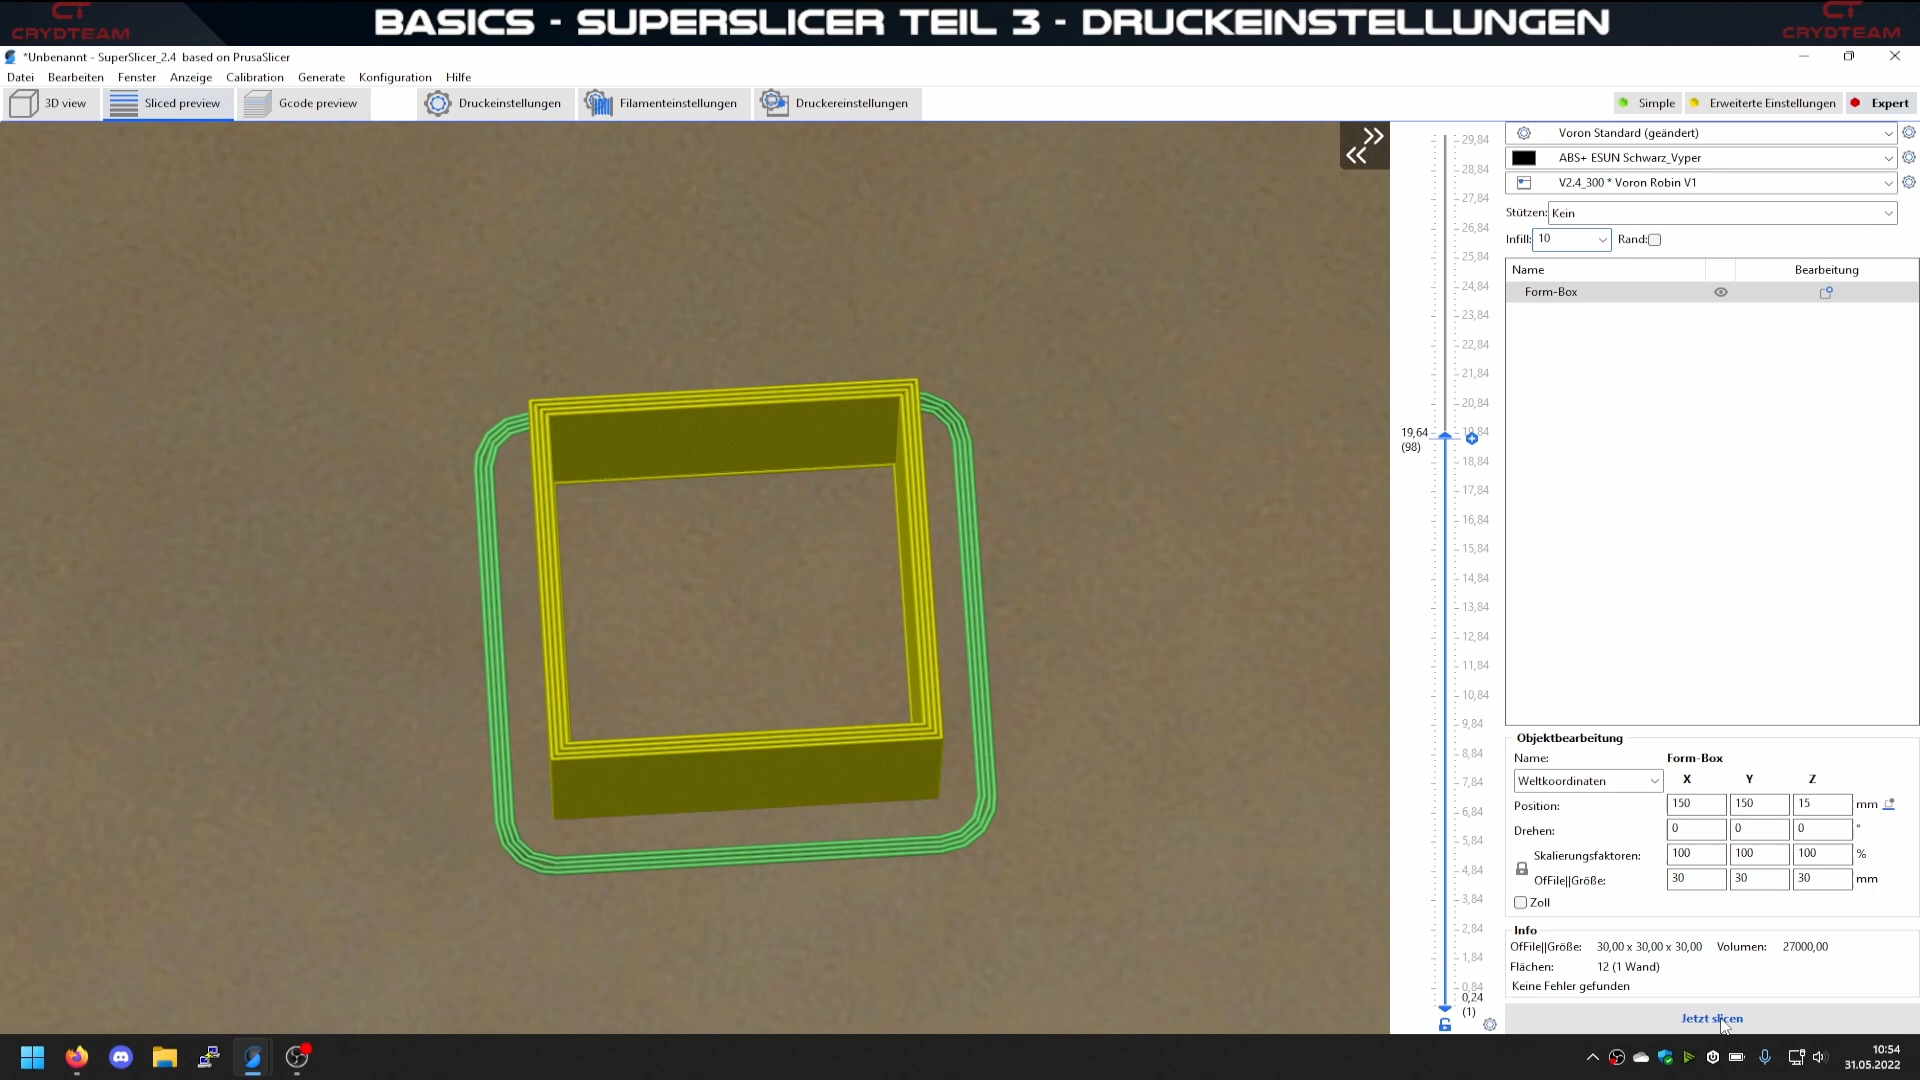 CT
CRYDTEAM
BASICS - SUPERSLICER TEIL 3 - DRUCKEINSTELLUNGEN
CT
CRYDTEAM
*Unbenannt - SuperSlicer_2.4 based on PrusaSlicer
Datei Bearbeiten Fenster Anzeige Calibration Generate Konfiguration Hilfe
3D view Sliced preview Gcode preview Druckeinstellungen Filamenteinstellungen Druckereinstellungen Simple Erweiterte Einstellungen Expert
Voron Standard (geändert)
ABS+ ESUN Schwarz_Vyper
V2.4_300 * Voron Robin V1
Stützen: Kein
Infill: 10 Rand:
Name Bearbeitung
Form-Box
29,84
28,84
27,84
26,84
25,84
24,84
23,84
22,84
21,84
20,84
19,64
(98)
19,84
18,84
17,84
16,84
15,84
14,84
13,84
12,84
11,84
10,84
9,84
8,84
7,84
6,84
5,84
4,84
3,84
2,84
1,84
0,84
0,24
(1)
Objektbearbeitung
Name: Form-Box
Weltkoordinaten X Y Z
Position: 150 150 15 mm
Drehen: 0 0 0 °
Skalierungsfaktoren: 100 100 100 %
OfFile||Größe: 30 30 30 mm
Zoll
Info
OfFile||Größe: 30,00 x 30,00 x 30,00 Volumen: 27000,00
Flächen: 12 (1 Wand)
Keine Fehler gefunden
Jetzt slicen
10:54
31.05.2022